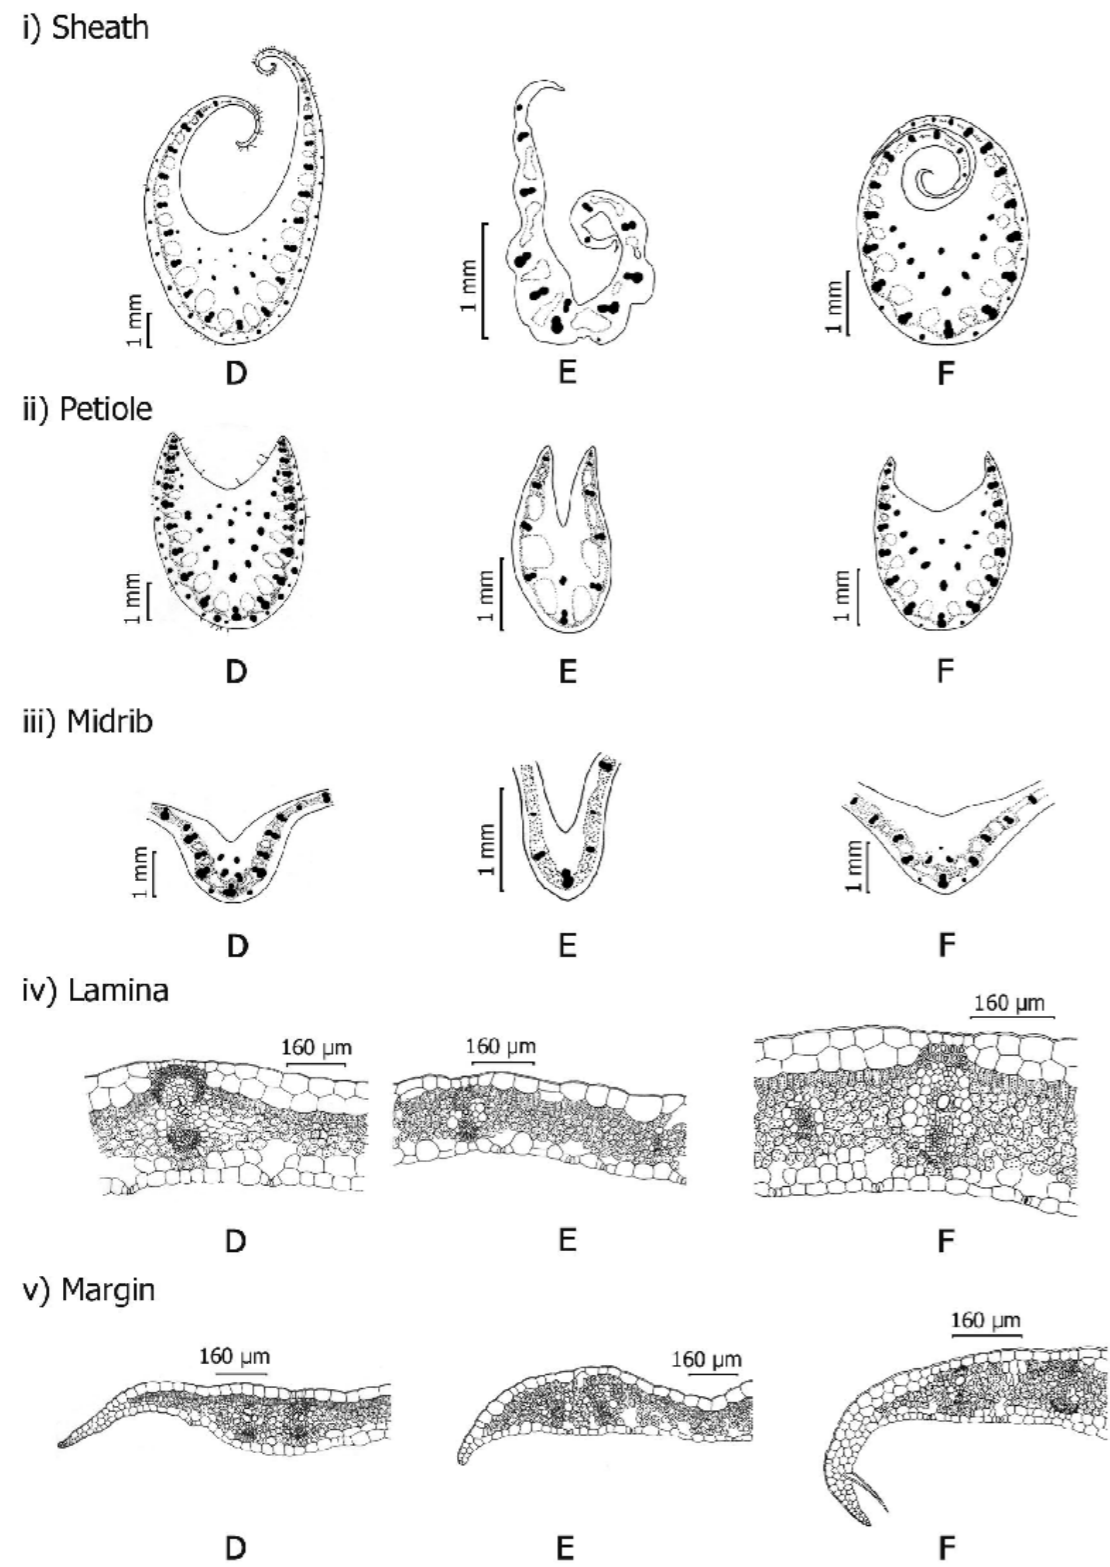 i) Sheath
1 mm
1 mm
1 mm
D
E
F
ii) Petiole
1 mm
1 mm
1 mm
D
E
F
iii) Midrib
1 mm
1 mm
1 mm
D
E
F
iv) Lamina
160 µm
160 µm
160 µm
D
E
F
v) Margin
160 µm
160 µm
160 µm
D
E
F